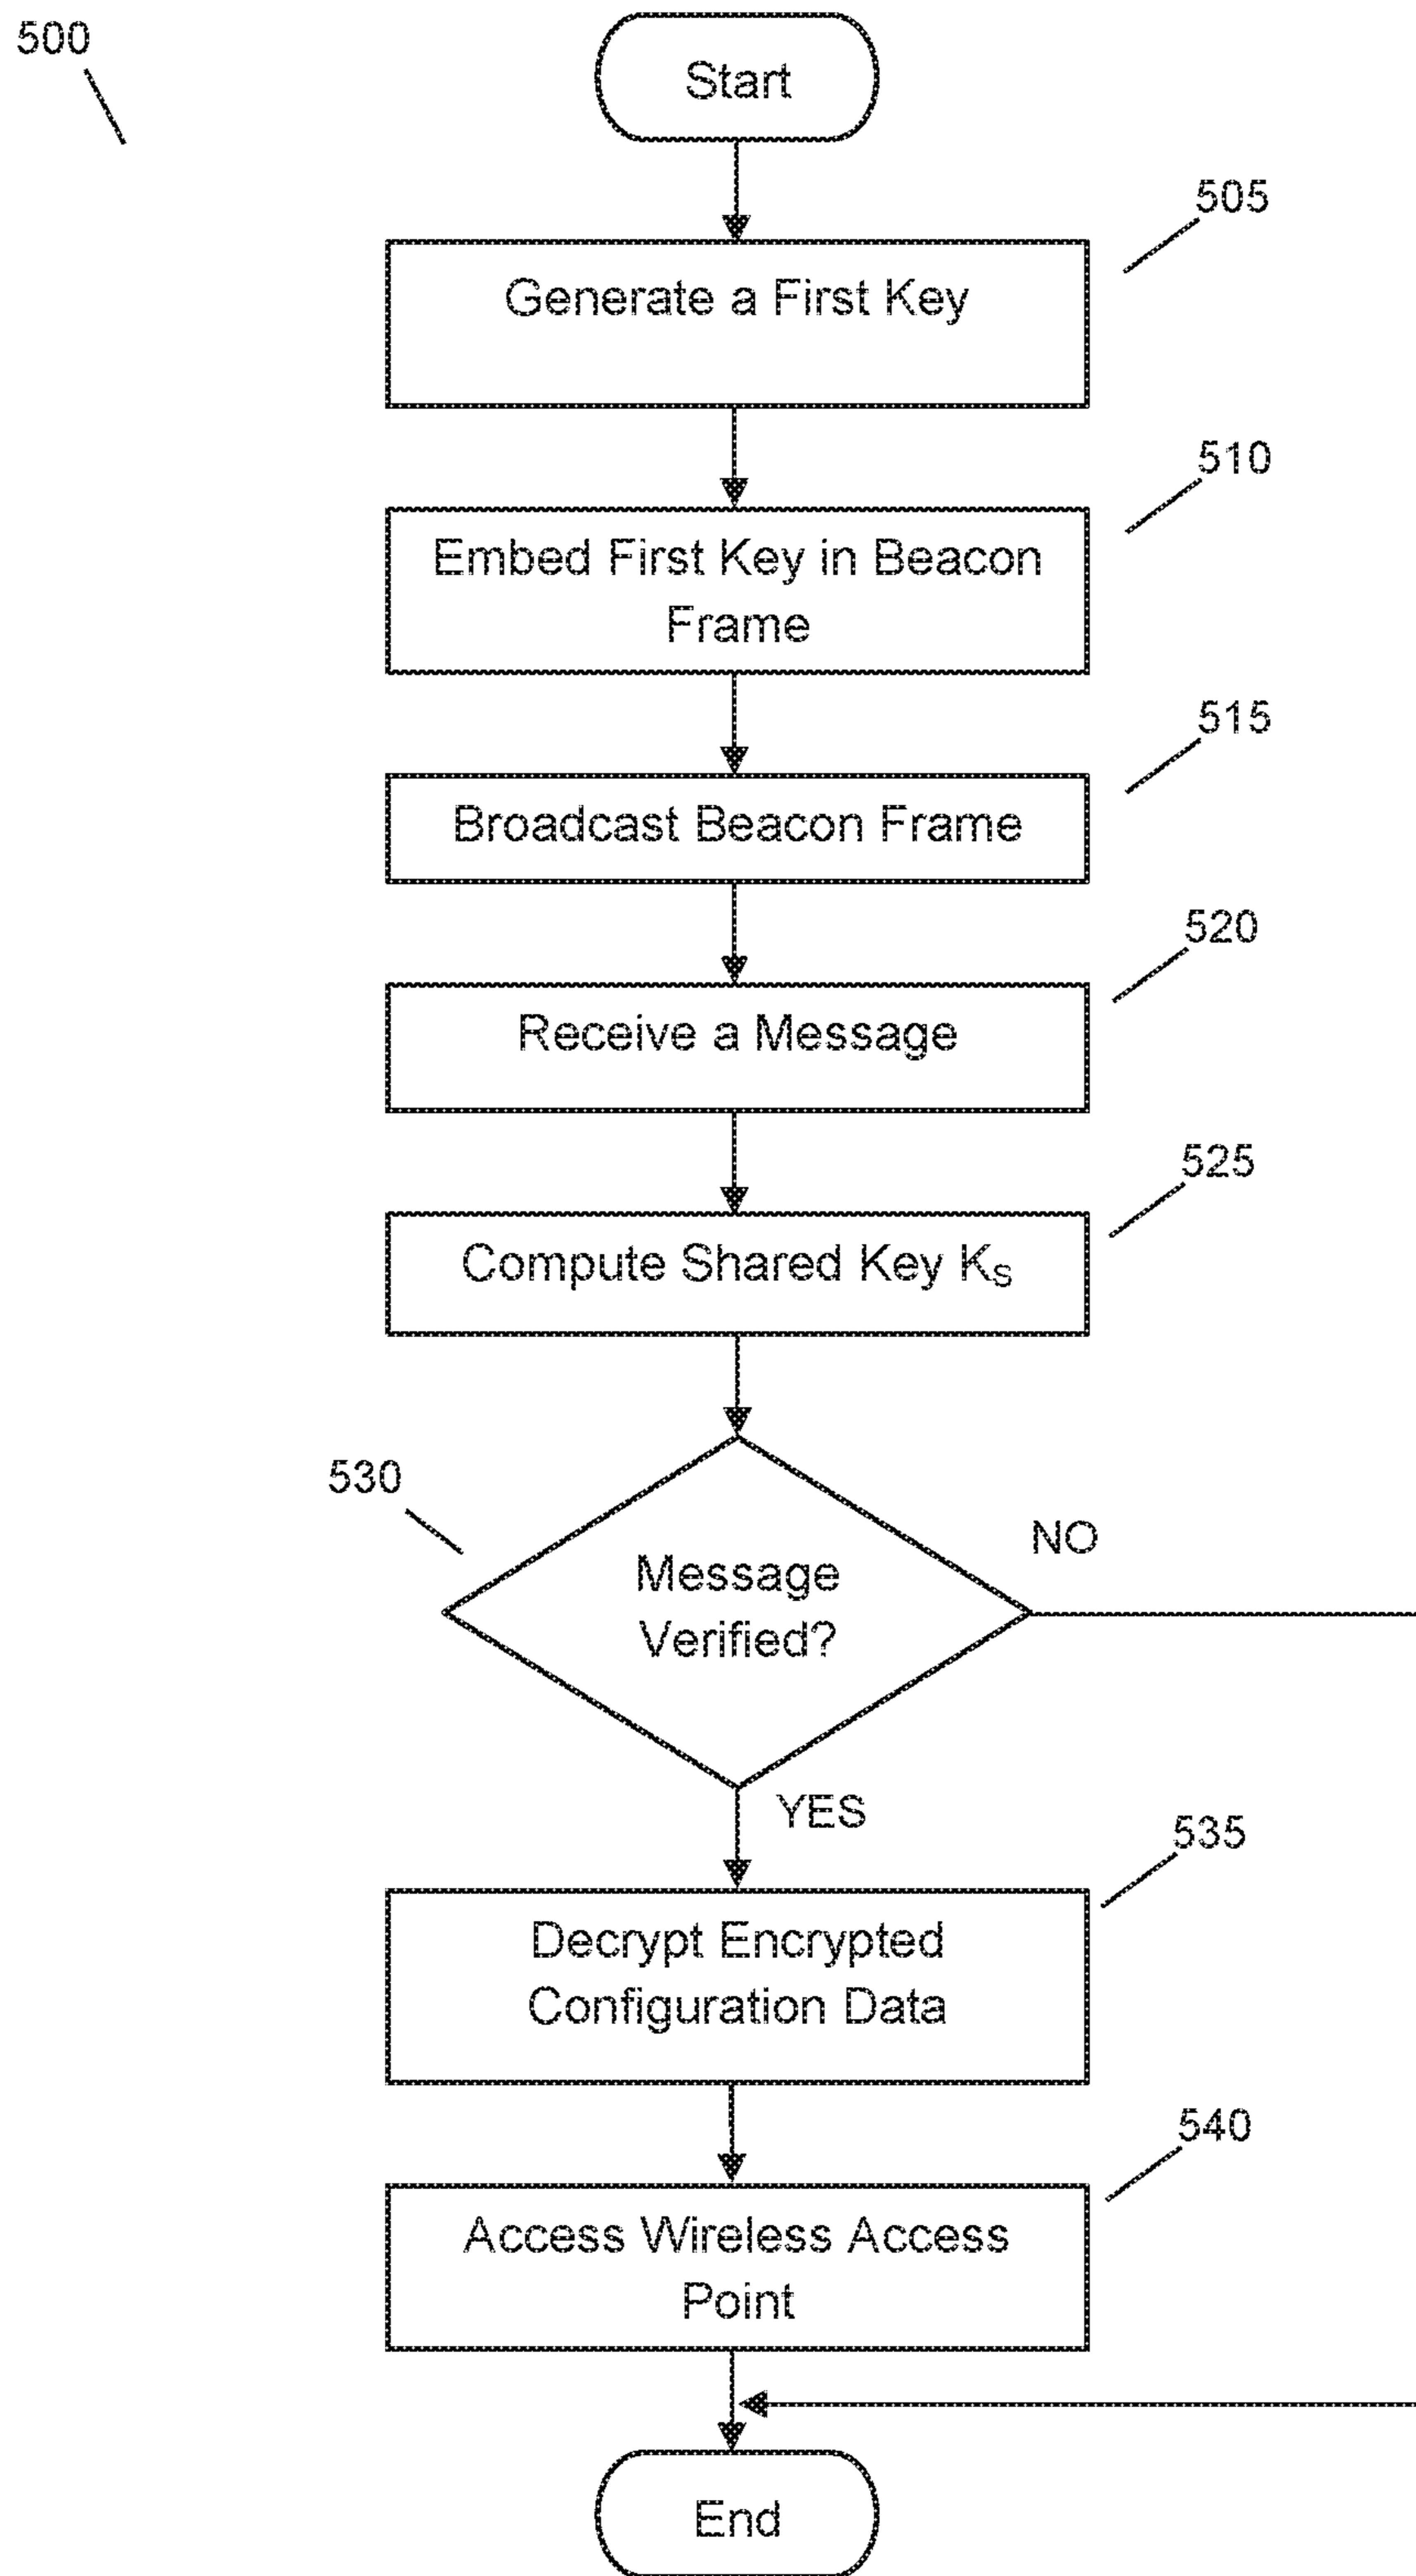 500
Start
505
Generate a First Key
510
Embed First Key in Beacon
Frame
515
Broadcast Beacon Frame
520
Receive a Message
525
Compute Shared Key KS
530
NO
Message
Verified?
YES
535
Decrypt Encrypted
Configuration Data
540
Access Wireless Access
Point
End